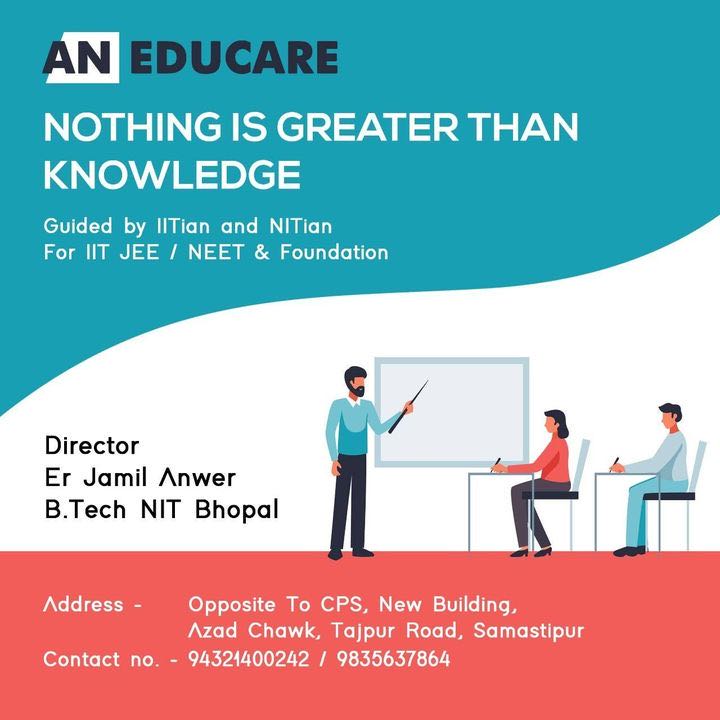 AN EDUCARE
NOTHING IS GREATER THAN
KNOWLEDGE
Guided by IITian and NITian
For IIT JEE / NEET & Foundation
Director
Er Jamil Anwer
B.Tech NIT Bhopal
Address - Opposite To CPS, New Building,
Azad Chawk, Tajpur Road, Samastipur
Contact no. - 94321400242 / 9835637864